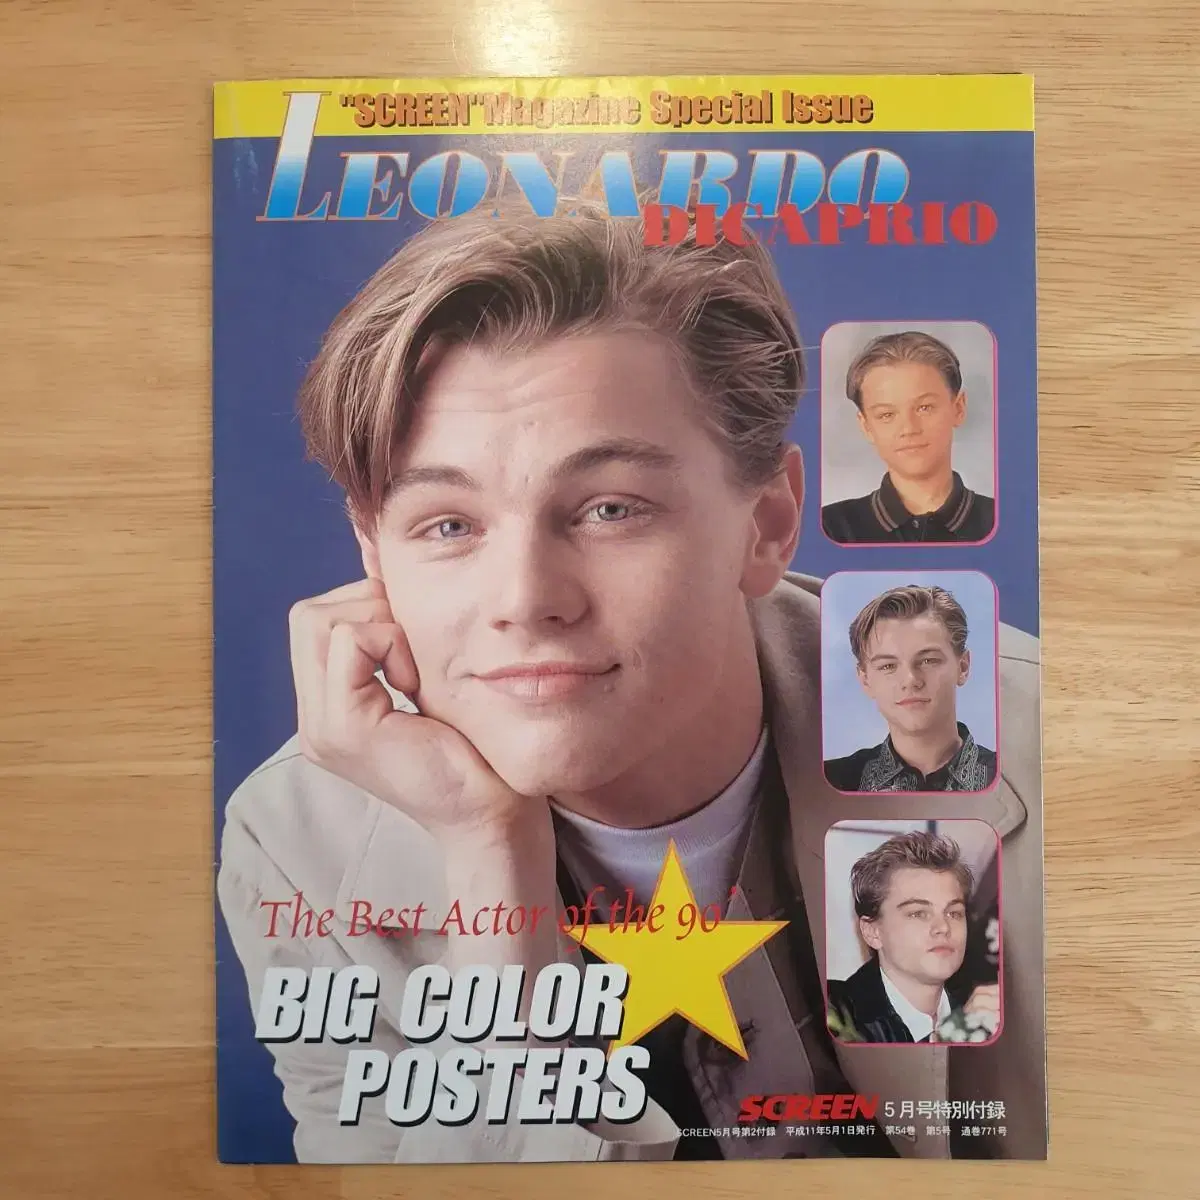 "SCREEN"Magazine Special Issue
LEONARDO
DICAPRIO
The Best Actor of the 90'
BIG COLOR
POSTERS
SCREEN 5月号特別付録
SCREEN5月号第2付録 平成11年5月1日発行 第54巻 第5号 通巻771号